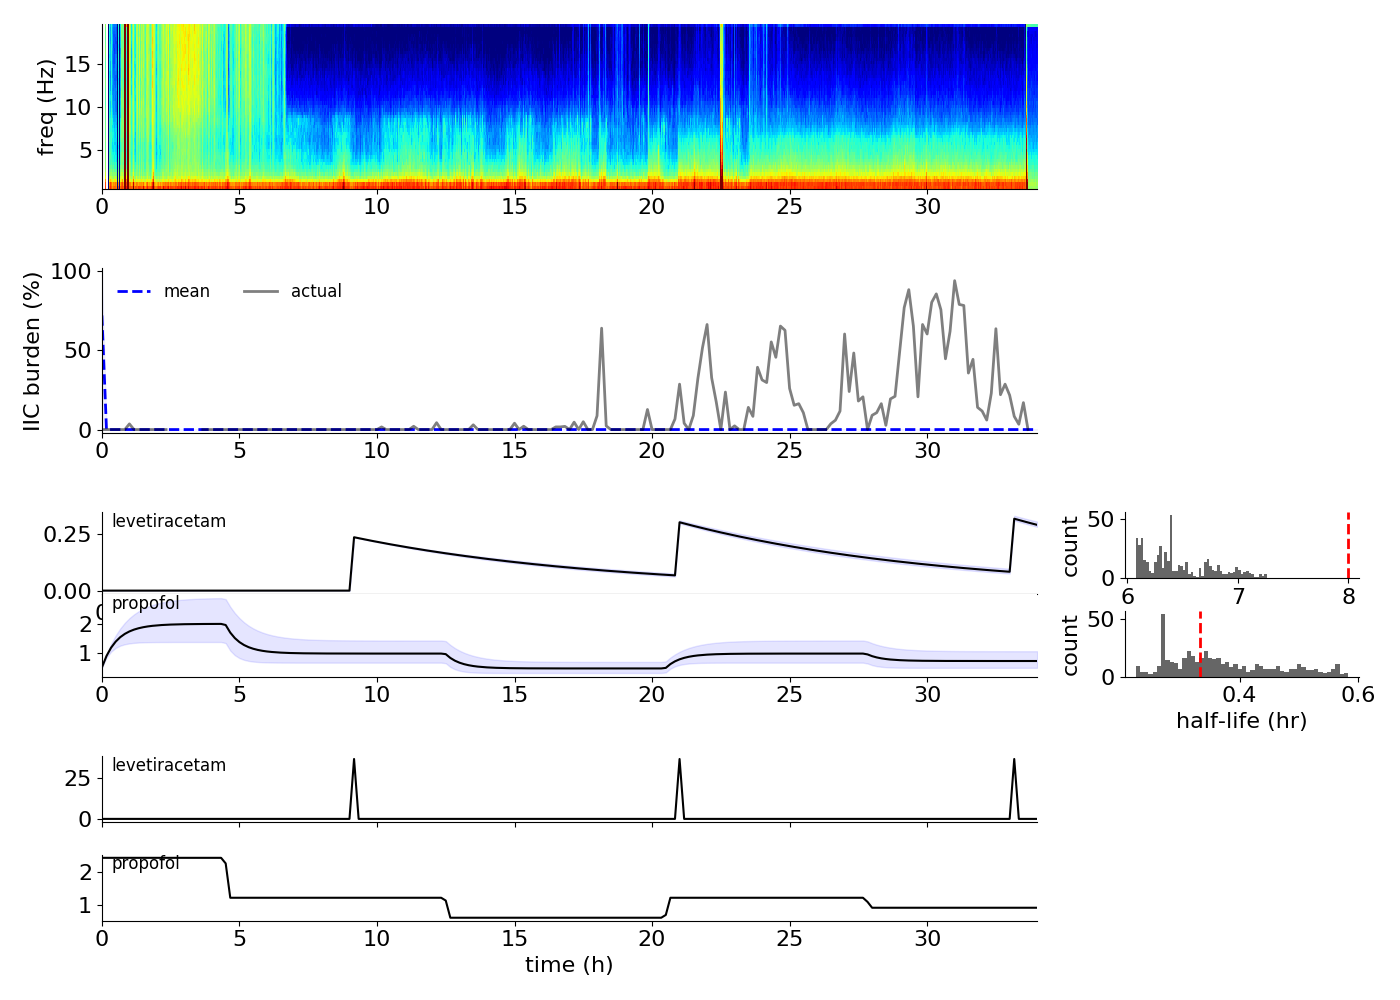 freq (Hz)
15
10
5
0 5 10 15 20 25 30
IIC burden (%)
100
50
0
mean actual
0 5 10 15 20 25 30
levetiracetam
0.25
0.00
0
propofol
2
1
0 5 10 15 20 25 30
count
50
0
6 7 8
count
50
0
0.4 0.6
half-life (hr)
levetiracetam
25
0
propofol
2
1
0 5 10 15 20 25 30
time (h)